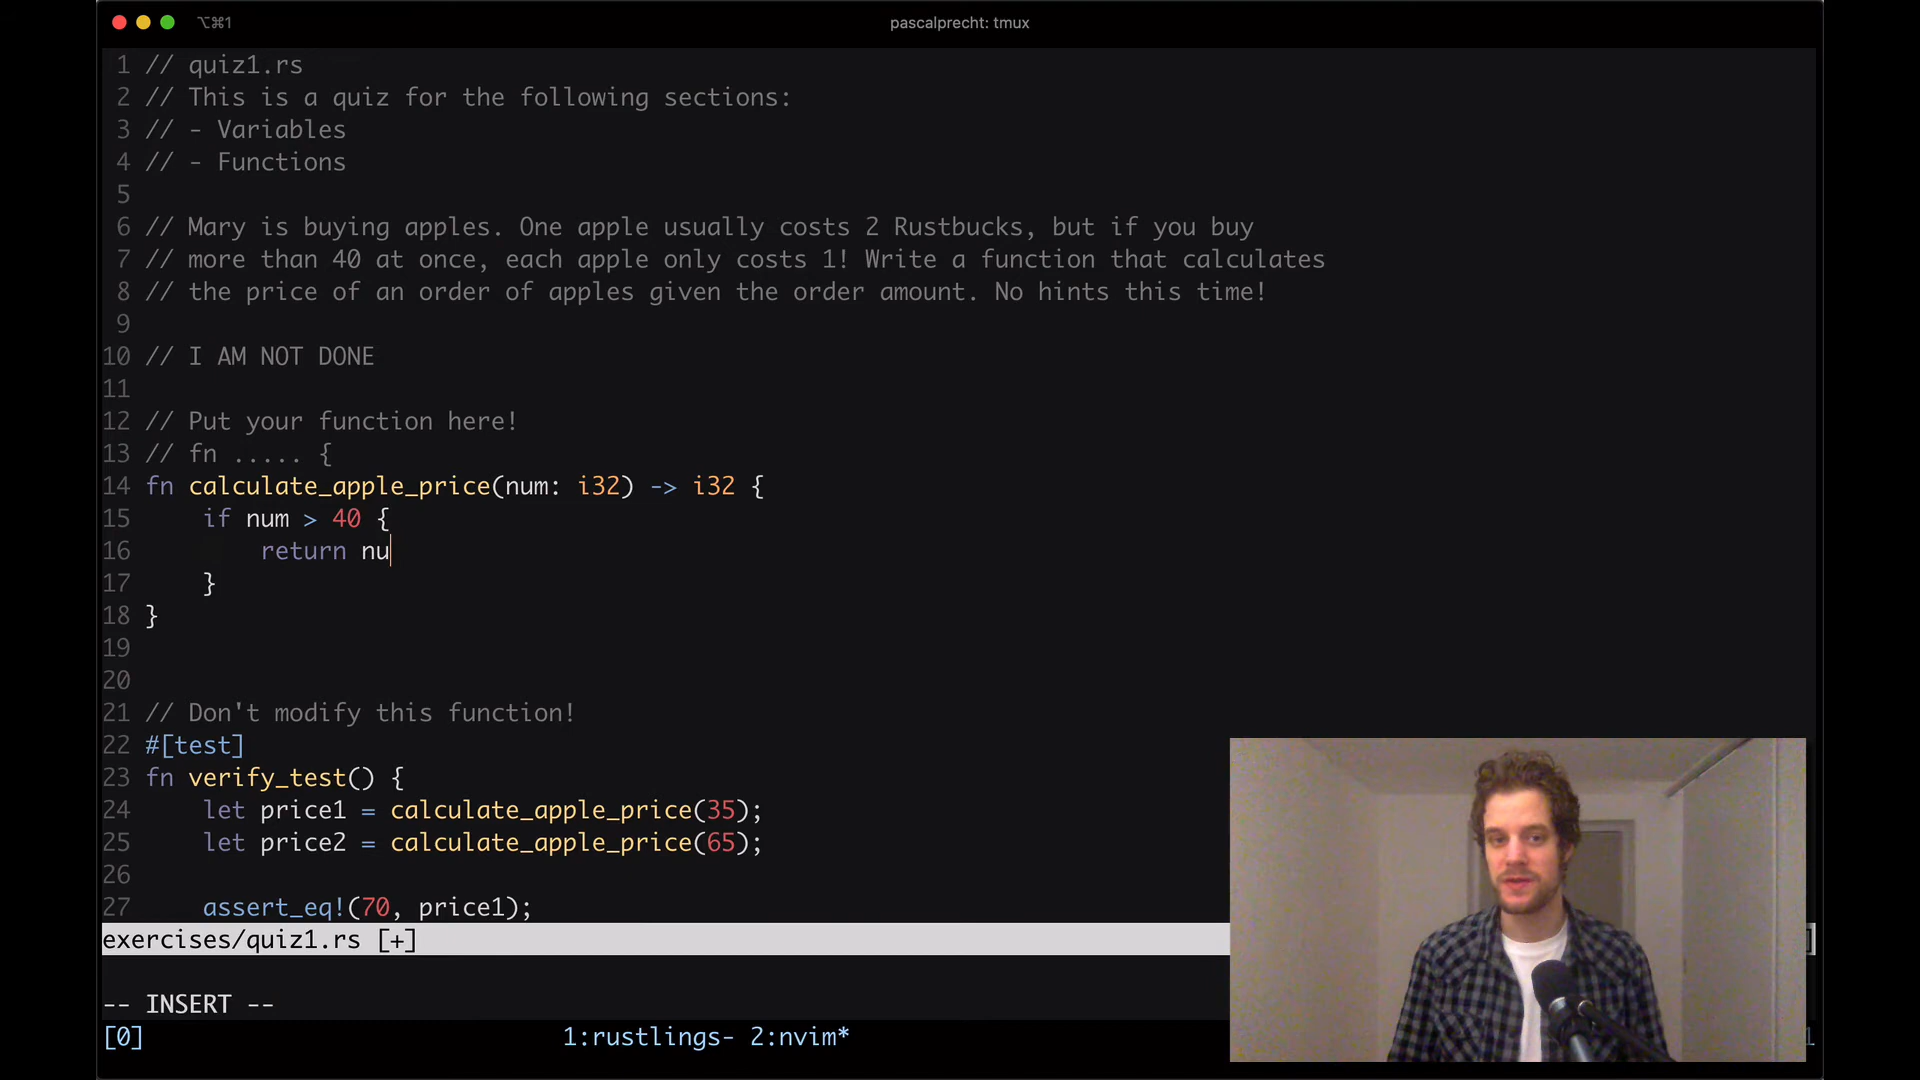 ⌥⌘1
pascalprecht: tmux
1 // quiz1.rs
2 // This is a quiz for the following sections:
3 // - Variables
4 // - Functions
5
6 // Mary is buying apples. One apple usually costs 2 Rustbucks, but if you buy
7 // more than 40 at once, each apple only costs 1! Write a function that calculates
8 // the price of an order of apples given the order amount. No hints this time!
9
10 // I AM NOT DONE
11
12 // Put your function here!
13 // fn ..... {
14 fn calculate_apple_price(num: i32) -> i32 {
15     if num > 40 {
16         return nu
17     }
18 }
19
20
21 // Don't modify this function!
22 #[test]
23 fn verify_test() {
24     let price1 = calculate_apple_price(35);
25     let price2 = calculate_apple_price(65);
26
27     assert_eq!(70, price1);
exercises/quiz1.rs [+]
-- INSERT --
[0] 1:rustlings- 2:nvim*